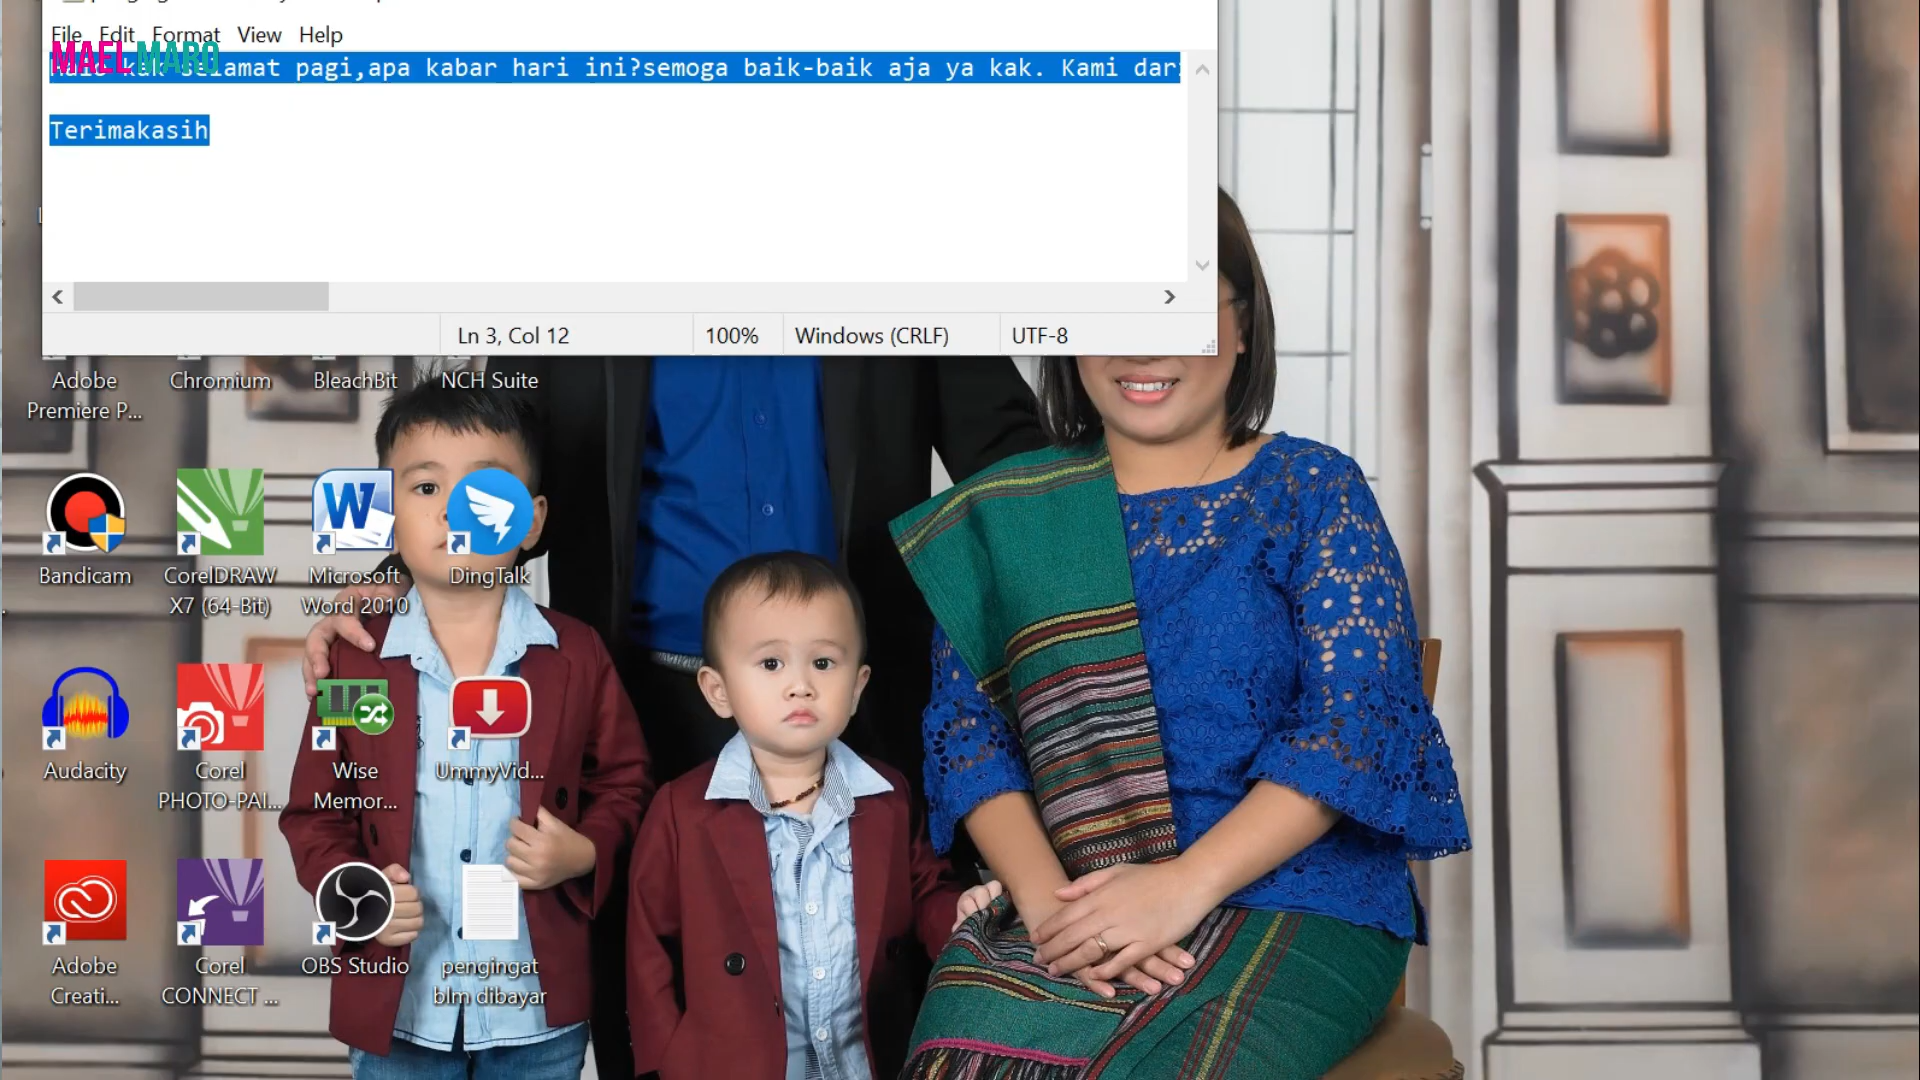 File Edit Format View Help
MAEL MARO
selamat pagi,apa kabar hari ini?semoga baik-baik aja ya kak. Kami dar
Terimakasih
Ln 3, Col 12 100% Windows (CRLF) UTF-8
Adobe Chromium BleachBit NCH Suite
Premiere P...
Bandicam CorelDRAW Microsoft DingTalk
X7 (64-Bit) Word 2010
Audacity Corel Wise UmmyVid...
PHOTO-PAI... Memor...
Adobe Corel OBS Studio pengingat
Creati... CONNECT ... blm dibayar